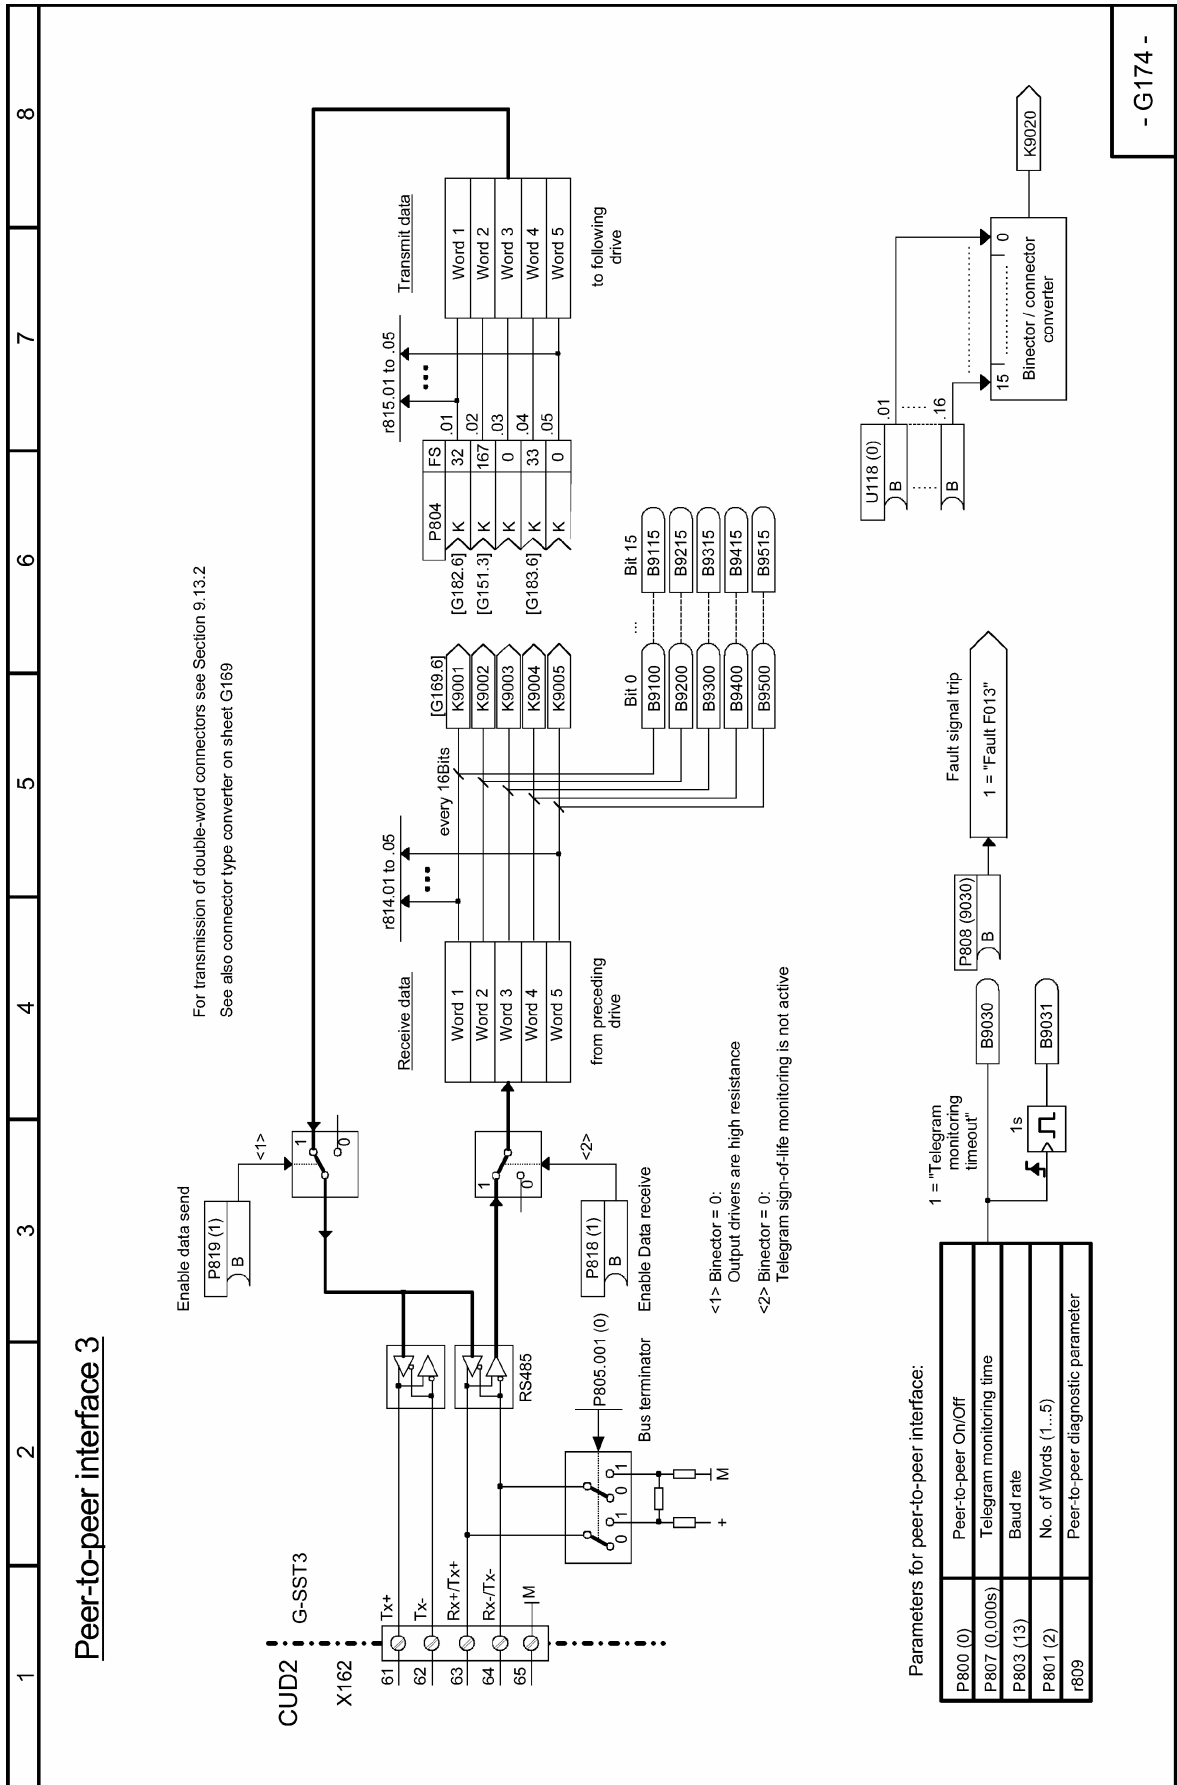 Peer-to-peer interface 3
For transmission of double-word connectors see Section 9.13.2
See also connector type converter on sheet G169
Enable data send
P819 (1)
B
<1>
1
0
CUD2
G-SST3
X162
61
Tx+
62
Tx-
63
Rx+/Tx+
64
Rx-/Tx-
65
M
RS485
P805.001 (0)
Bus terminator
0
1
0
1
+
M
1
0
<2>
P818 (1)
B
Enable Data receive
<1> Binector = 0:
Output drivers are high resistance
<2> Binector = 0:
Telegram sign-of-life monitoring is not active
Receive data
Word 1
Word 2
Word 3
Word 4
Word 5
from preceding
drive
r814.01 to .05
every 16Bits
[G169.6]
K9001
K9002
K9003
K9004
K9005
Bit 0
...
Bit 15
B9100
B9115
B9200
B9215
B9300
B9315
B9400
B9415
B9500
B9515
P804
FS
[G182.6]
K
32
.01
[G151.3]
K
167
.02
K
0
.03
[G183.6]
K
33
.04
K
0
.05
r815.01 to .05
Transmit data
Word 1
Word 2
Word 3
Word 4
Word 5
to following
drive
Parameters for peer-to-peer interface:
P800 (0) Peer-to-peer On/Off
P807 (0,000s) Telegram monitoring time
P803 (13) Baud rate
P801 (2) No. of Words (1...5)
r809 Peer-to-peer diagnostic parameter
1 = "Telegram
monitoring
timeout"
1s
B9030
B9031
P808 (9030)
B
Fault signal trip
1 = "Fault F013"
U118 (0)
B
.01
B
.16
15
0
Binector / connector
converter
K9020
1
2
3
4
5
6
7
8
- G174 -